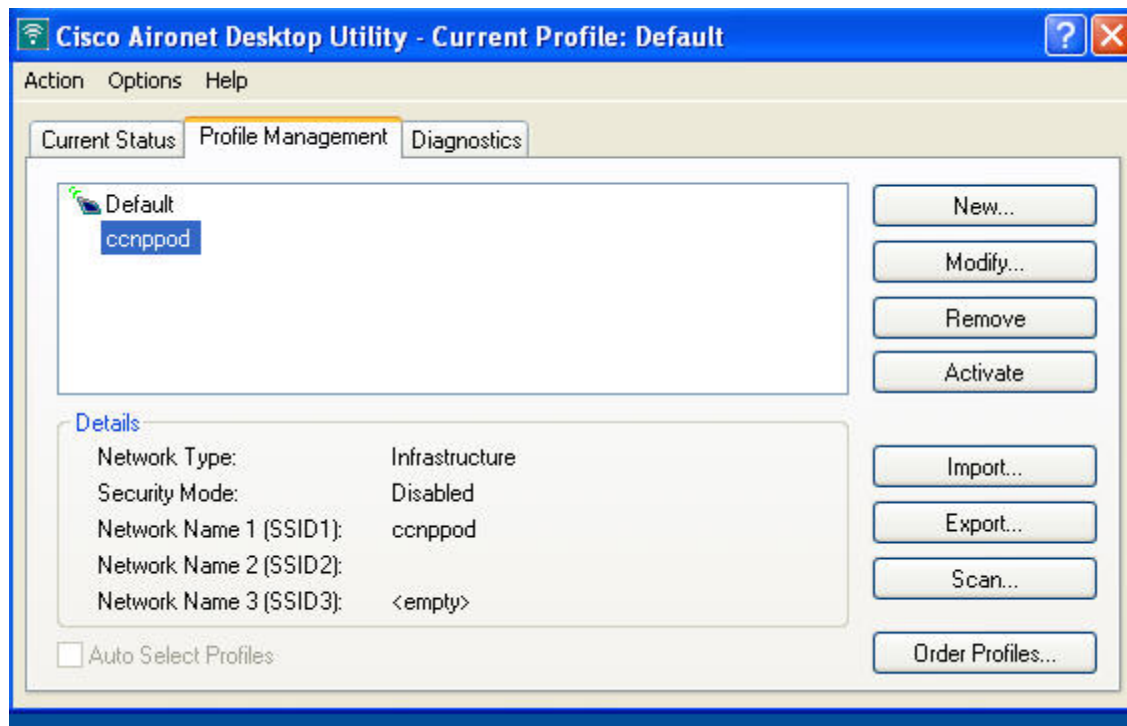 Cisco Aironet Desktop Utility - Current Profile: Default
Action Options Help
Current Status Profile Management Diagnostics
Default
ccnppod
New...
Modify...
Remove
Activate
Details
Network Type: Infrastructure
Security Mode: Disabled
Network Name 1 (SSID1): ccnppod
Network Name 2 (SSID2):
Network Name 3 (SSID3): <empty>
Import...
Export...
Scan...
Auto Select Profiles
Order Profiles...